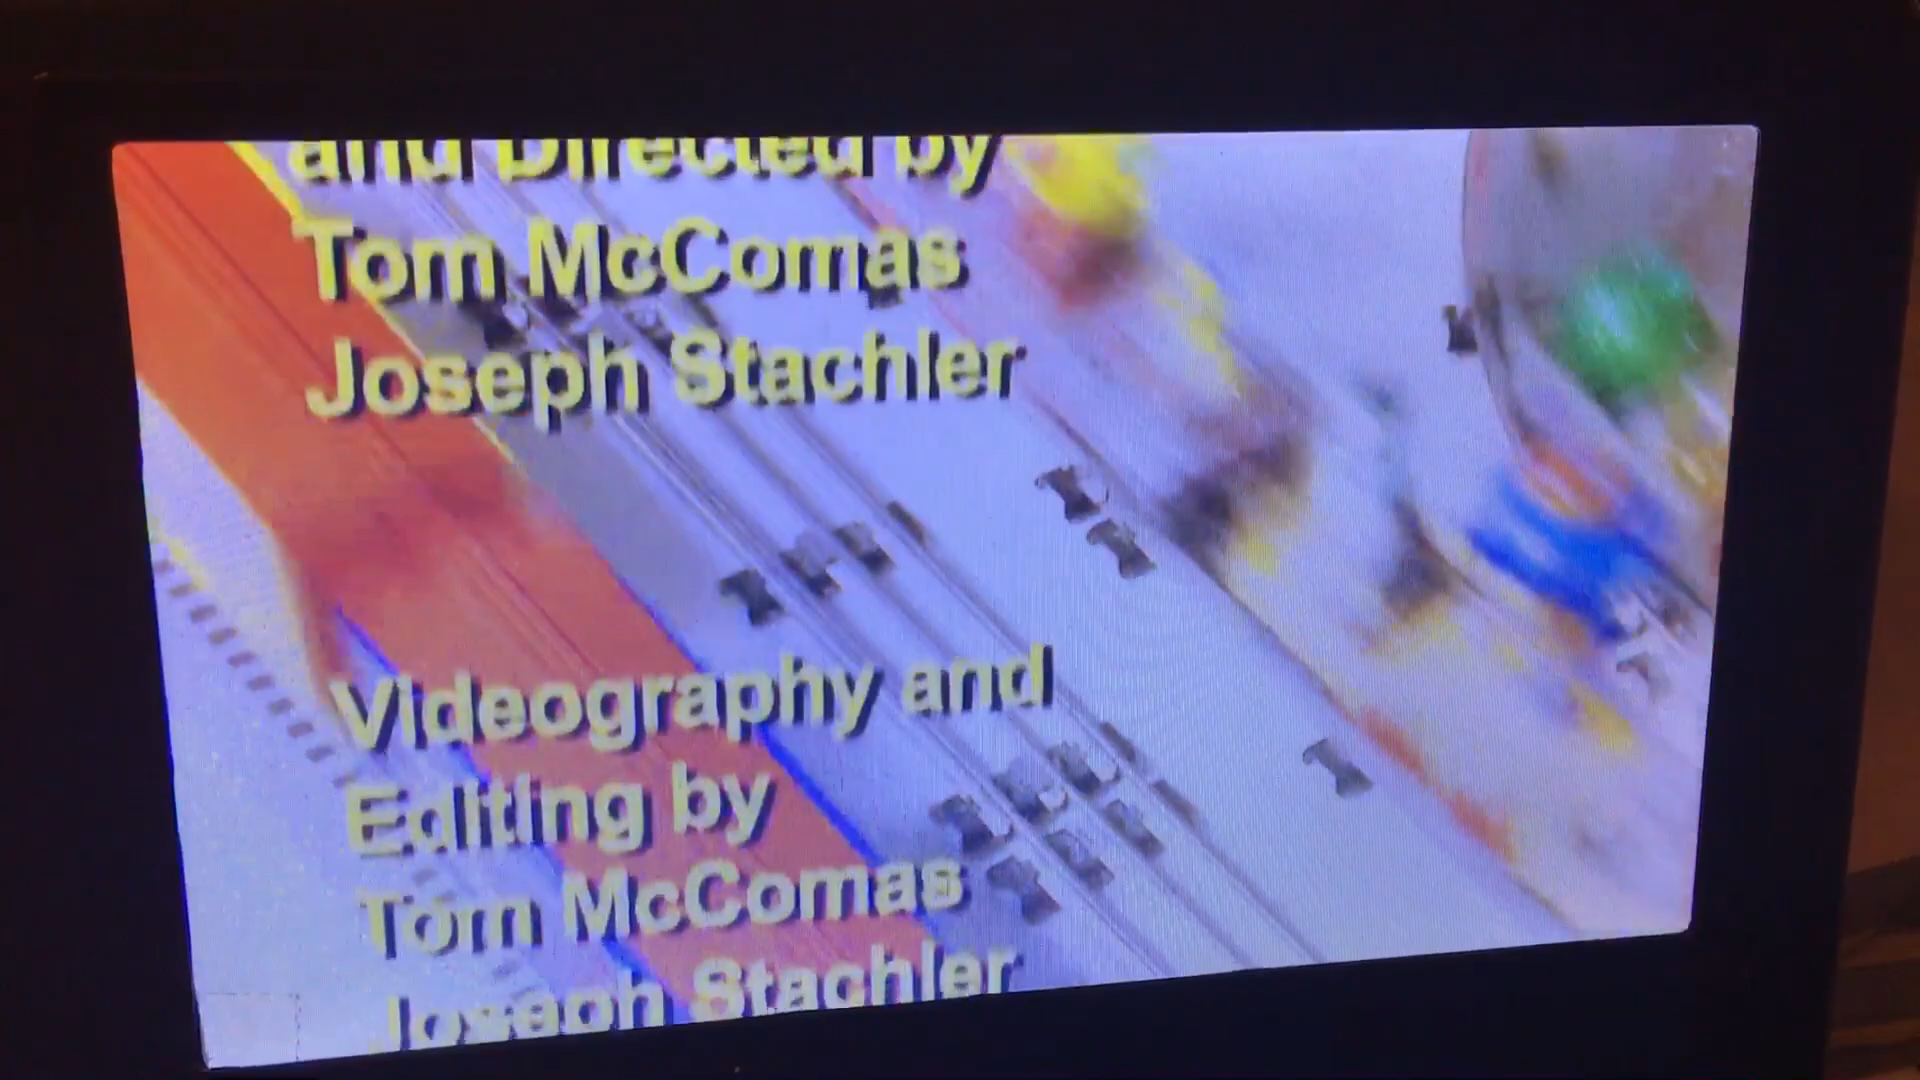 and Directed by
Tom McComas
Joseph Stachler
Videography and
Editing by
Tom McComas
Joseph Stachler